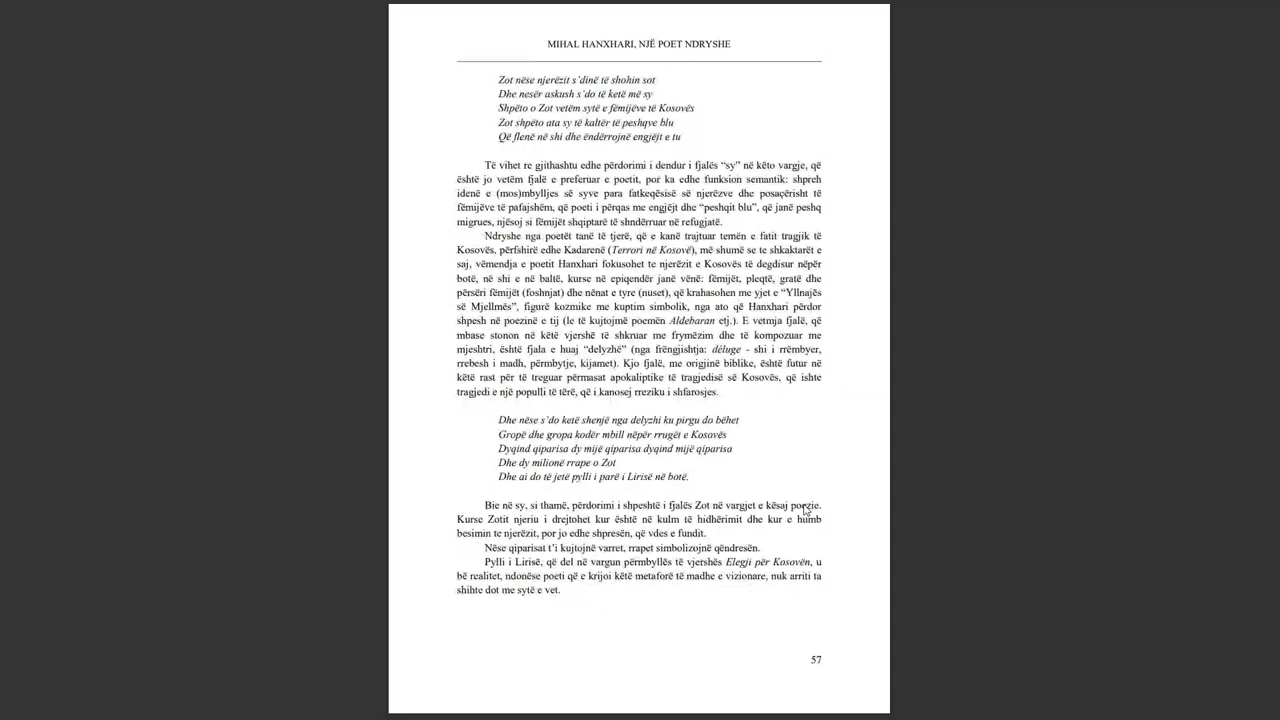 MIHAL HANXHARI, NJË POET NDRYSHE
Zot nëse njerëzit s'dinë të shohin sot
Dhe nesër askush s'do të ketë më sy
Shpëto o Zot vetëm sytë e fëmijëve të Kosovës
Zot shpëto ata sy të kaltër të peshqve blu
Që flenë në shi dhe ëndërrojnë engjëjt e tu
Të vihet re gjithashtu edhe përdorimi i dendur i fjalës “sy” në këto vargje, që
është jo vetëm fjalë e preferuar e poetit, por ka edhe funksion semantik: shpreh
idenë e (mos)mbylljes së syve para fatkeqësisë së njerëzve dhe posaçërisht të
fëmijëve të pafajshëm, që poeti i përqas me engjëjt dhe “peshqit blu”, që janë peshq
migrues, njësoj si fëmijët shqiptarë të shndërruar në refugjatë.
Ndryshe nga poetët tanë të tjerë, që e kanë trajtuar temën e fatit tragjik të
Kosovës, përfshirë edhe Kadarenë (Terrori në Kosovë), më shumë se te shkaktarët e
saj, vëmendja e poetit Hanxhari fokusohet te njerëzit e Kosovës të degdisur nëpër
botë, në shi e në baltë, kurse në epiqendër janë vënë: fëmijët, pleqtë, gratë dhe
përsëri fëmijët (foshnjat) dhe nënat e tyre (nuset), që krahasohen me yjet e “Yllnajës
së Mjellmës”, figurë kozmike me kuptim simbolik, nga ato që Hanxhari përdor
shpesh në poezinë e tij (le të kujtojmë poemën Aldebaran etj.). E vetmja fjalë, që
mbase stonon në këtë vjershë të shkruar me frymëzim dhe të kompozuar me
mjeshtri, është fjala e huaj “delyzhë” (nga frëngjishtja: déluge - shi i rrëmbyer,
rrebesh i madh, përmbytje, kijamet). Kjo fjalë, me origjinë biblike, është futur në
këtë rast për të treguar përmasat apokaliptike të tragjedisë së Kosovës, që ishte
tragjedi e një populli të tërë, që i kanosej rreziku i shfarosjes.
Dhe nëse s'do ketë shenjë nga delyzhi ku pirgu do bëhet
Gropë dhe gropa kodër mbill nëpër rrugët e Kosovës
Dyqind qiparisa dy mijë qiparisa dyqind mijë qiparisa
Dhe dy milionë rrape o Zot
Dhe ai do të jetë pylli i parë i Lirisë në botë.
Bie në sy, si thamë, përdorimi i shpeshtë i fjalës Zot në vargjet e kësaj poezie.
Kurse Zotit njeriu i drejtohet kur është në kulm të hidhërimit dhe kur e humb
besimin te njerëzit, por jo edhe shpresën, që vdes e fundit.
Nëse qiparisat t'i kujtojnë varret, rrapet simbolizojnë qëndresën.
Pylli i Lirisë, që del në vargun përmbyllës të vjershës Elegji për Kosovën, u
bë realitet, ndonëse poeti që e krijoi këtë metaforë të madhe e vizionare, nuk arriti ta
shihte dot me sytë e vet.
57